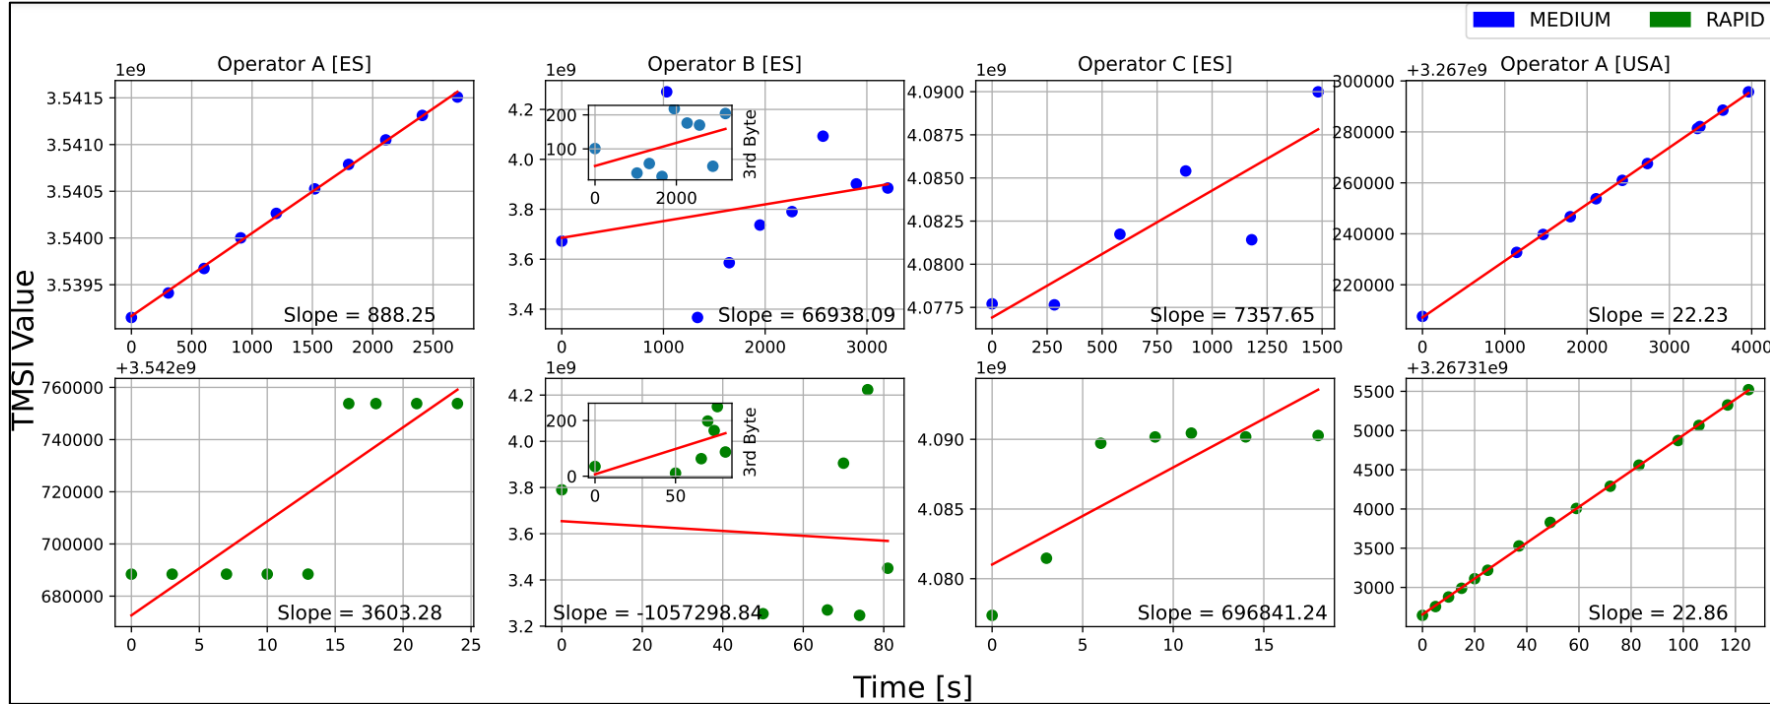 MEDIUM RAPID
Operator A [ES] Operator B [ES] Operator C [ES] Operator A [USA]
1e9 1e9 1e9 +3.267e9
3.5415
3.5410
3.5405
3.5400
3.5395
0 500 1000 1500 2000 2500
Slope = 888.25
4.2
4.0
3.8
3.6
3.4
0 1000 2000 3000
Slope = 66938.09
200
100
0 2000
3rd Byte
4.0900
4.0875
4.0850
4.0825
4.0800
4.0775
0 250 500 750 1000 1250 1500
Slope = 7357.65
300000
280000
260000
240000
220000
0 1000 2000 3000 4000
Slope = 22.23
TMSI Value
+3.542e9 1e9 1e9 +3.26731e9
760000
740000
720000
700000
680000
0 5 10 15 20 25
Slope = 3603.28
4.2
4.0
3.8
3.6
3.4
3.2
0 20 40 60 80
Slope = -1057298.84
200
0
0 50
3rd Byte
4.090
4.085
4.080
0 5 10 15
Slope = 696841.24
5500
5000
4500
4000
3500
3000
0 20 40 60 80 100 120
Slope = 22.86
Time [s]